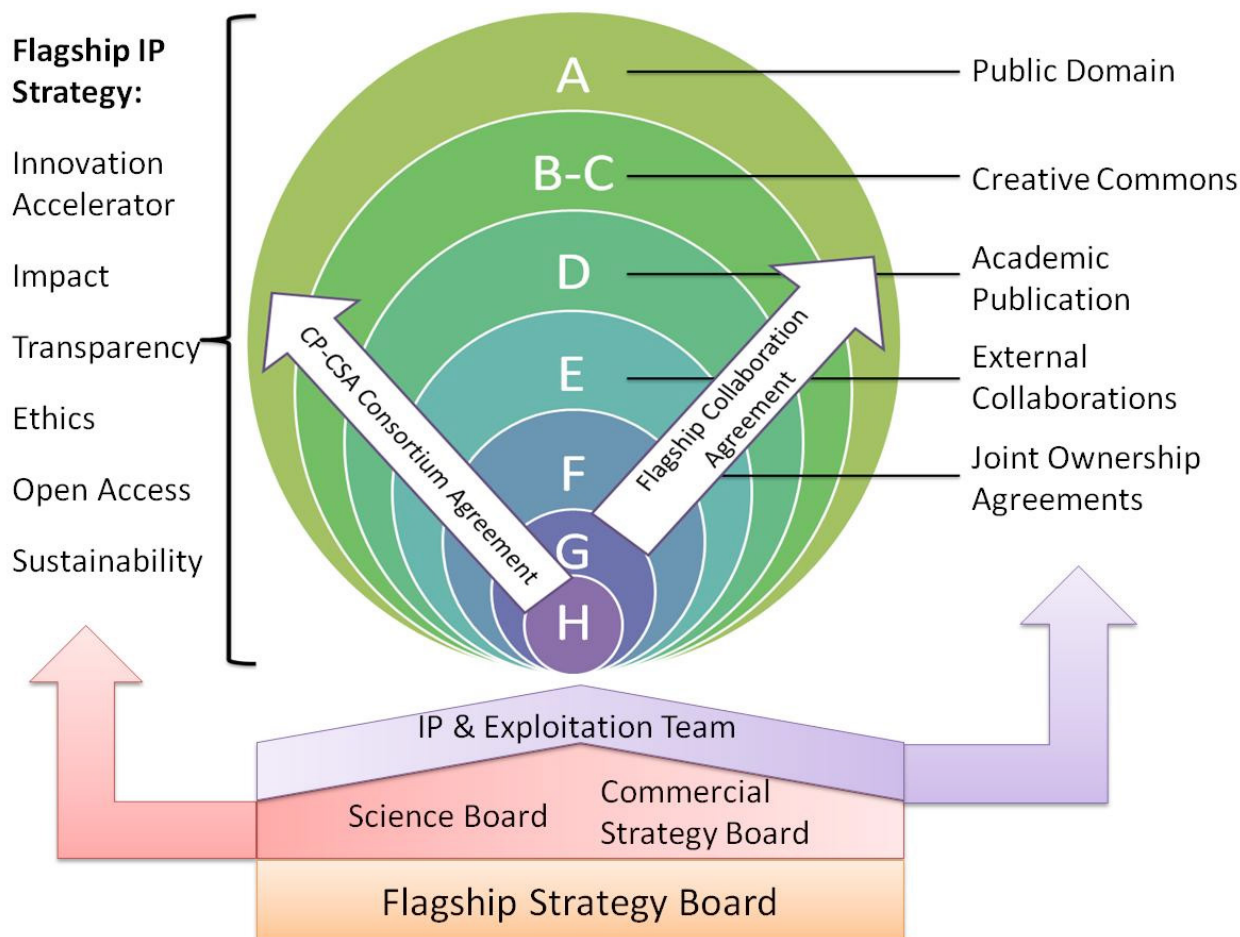 Flagship IP
Strategy:
Innovation
Accelerator
Impact
Transparency
Ethics
Open Access
Sustainability
A
B-C
D
E
F
G
H
CP-CSA Consortium Agreement
Flagship Collaboration
Agreement
Public Domain
Creative Commons
Academic
Publication
External
Collaborations
Joint Ownership
Agreements
IP & Exploitation Team
Science Board
Commercial
Strategy Board
Flagship Strategy Board